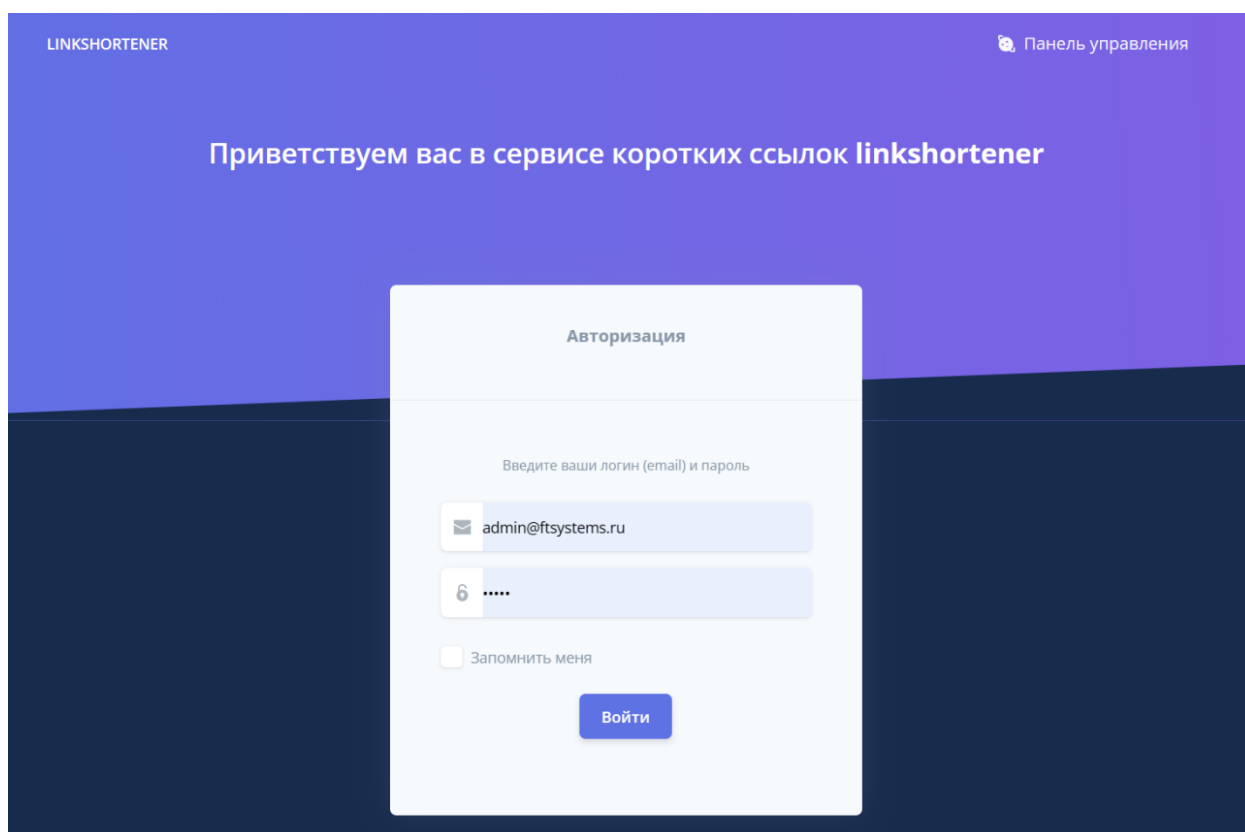 LINKSHORTENER
Панель управления
Приветствуем вас в сервисе коротких ссылок linkshortener
Авторизация
Введите ваши логин (email) и пароль
admin@ftsystems.ru
•••••
Запомнить меня
Войти